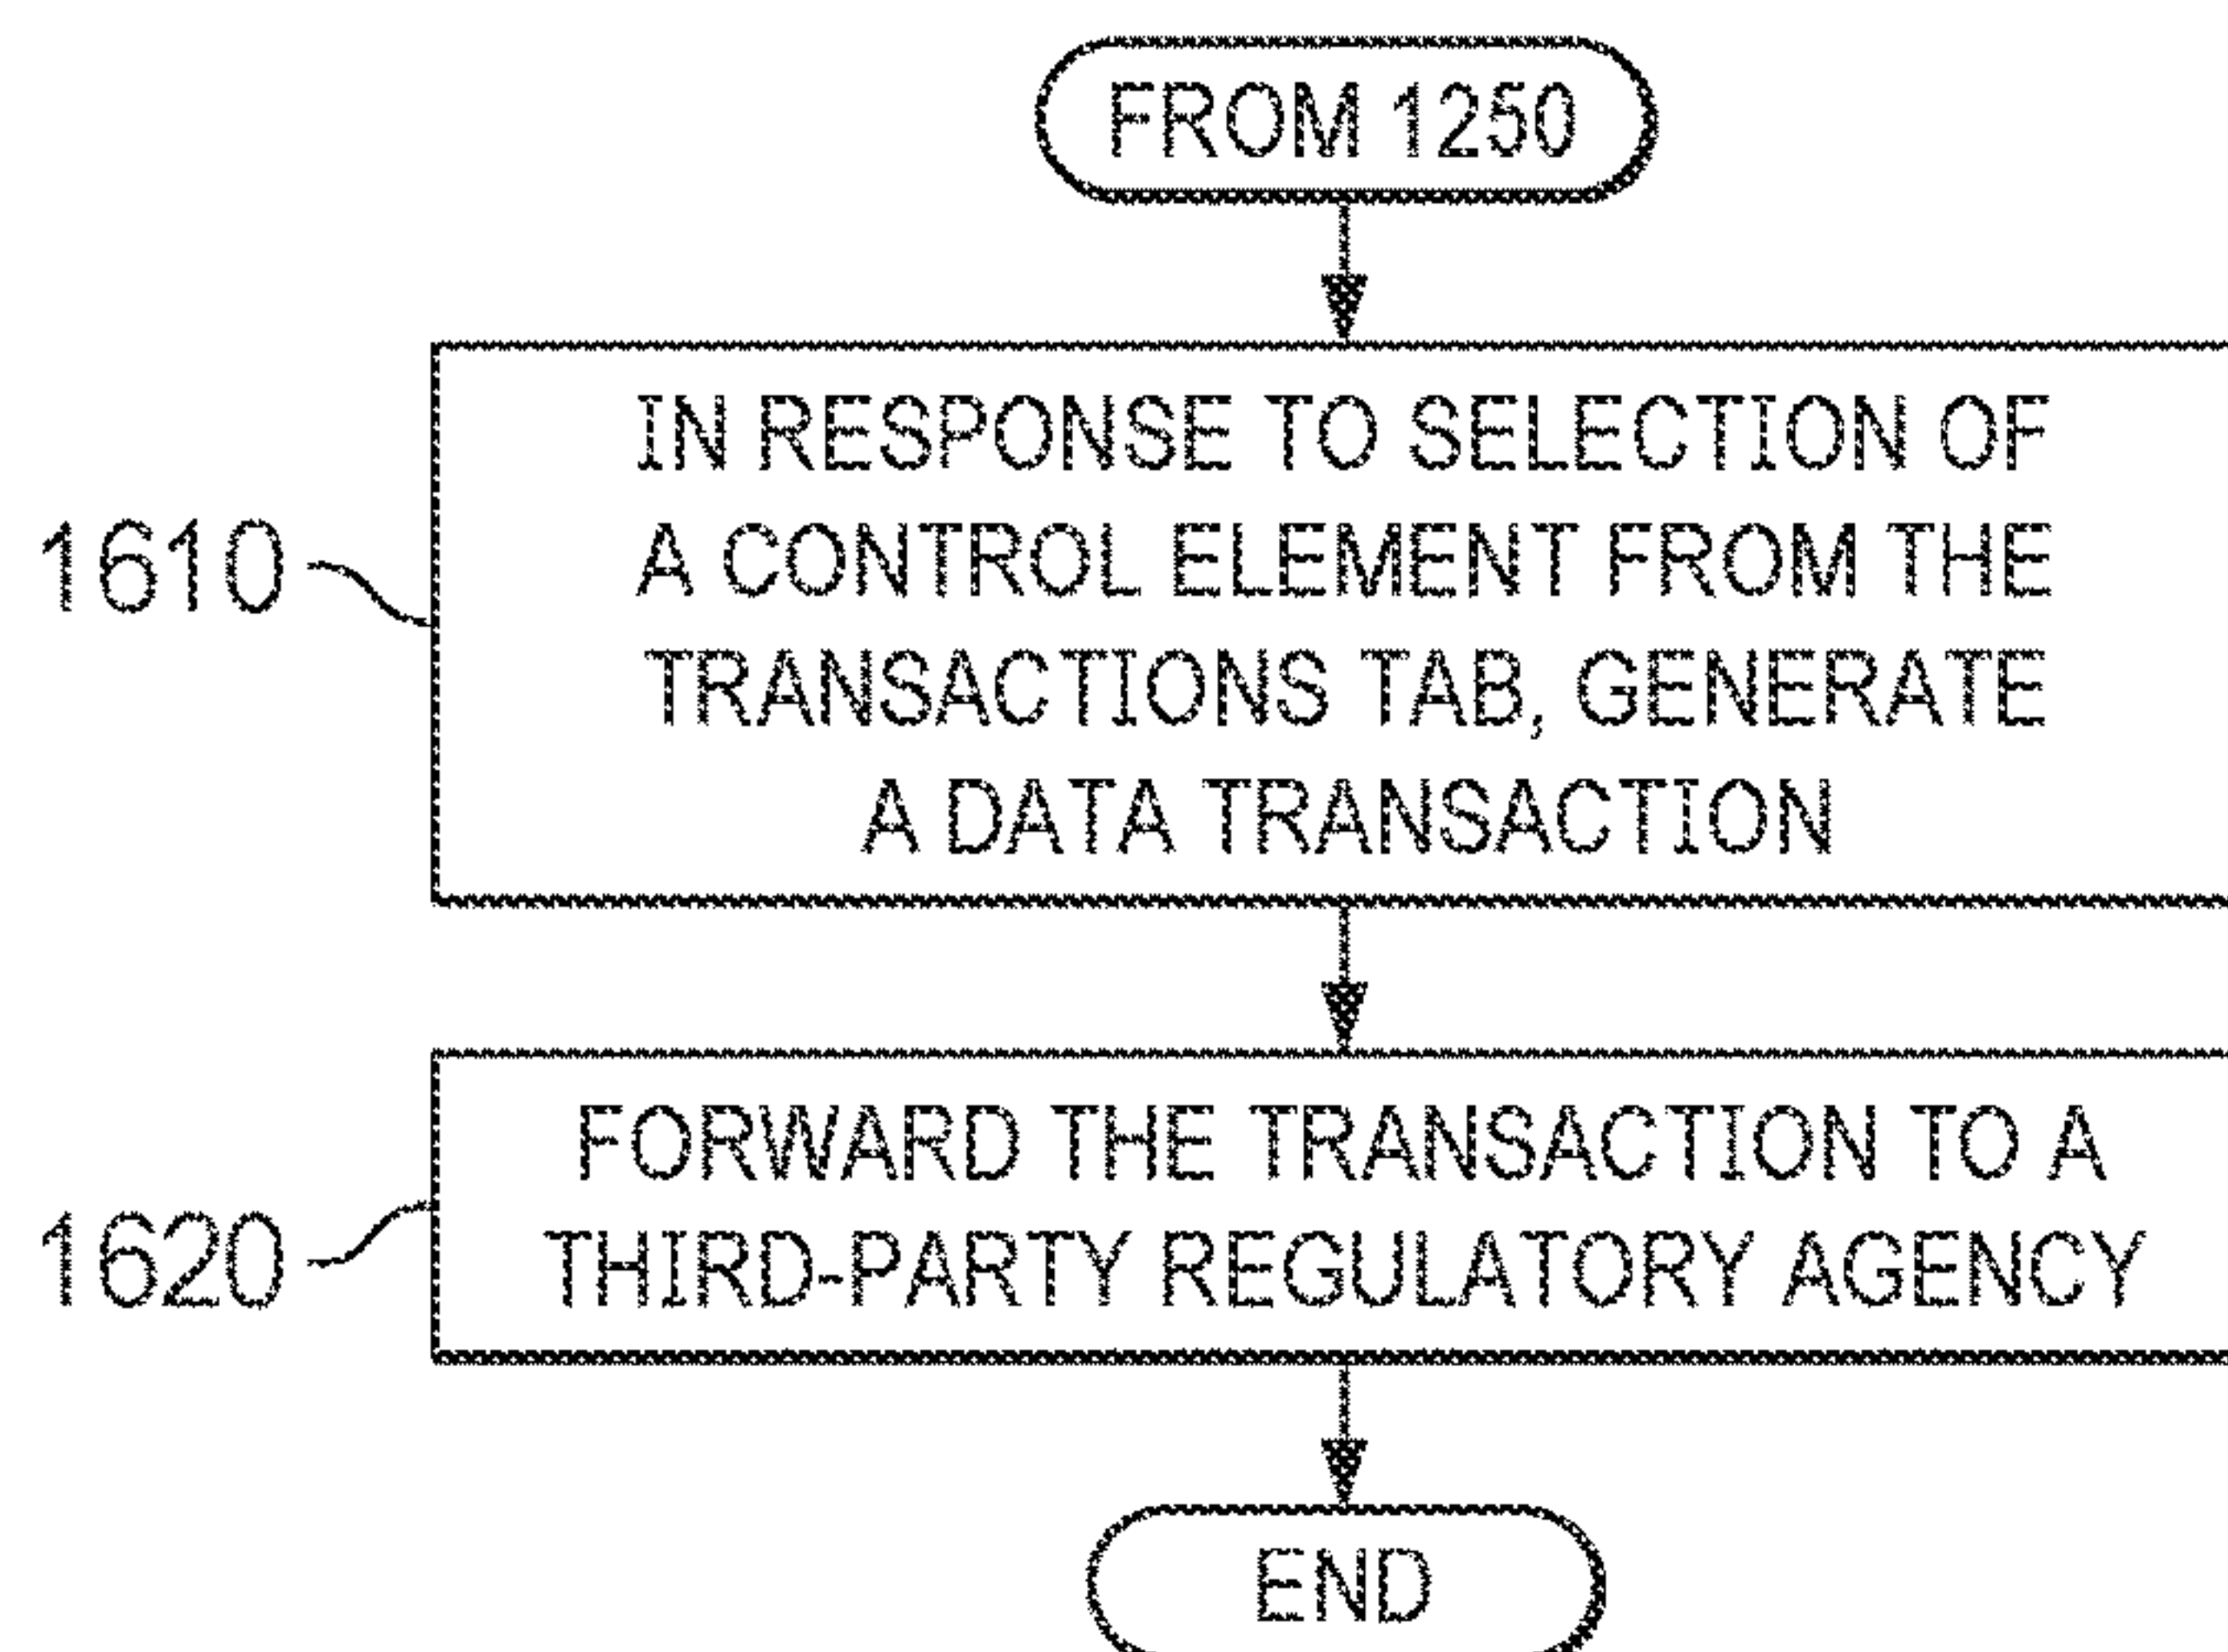 FROM 1250
IN RESPONSE TO SELECTION OF
A CONTROL ELEMENT FROM THE
TRANSACTIONS TAB, GENERATE
A DATA TRANSACTION
1610
FORWARD THE TRANSACTION TO A
THIRD-PARTY REGULATORY AGENCY
1620
END